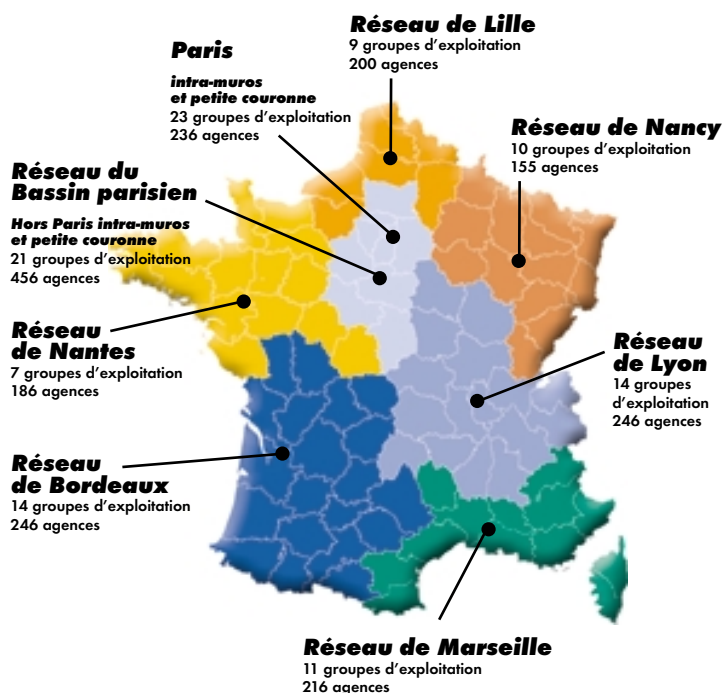 Réseau de Lille
9 groupes d’exploitation
200 agences
Paris
intra-muros
et petite couronne
23 groupes d’exploitation
236 agences
Réseau de Nancy
10 groupes d’exploitation
155 agences
Réseau du
Bassin parisien
Hors Paris intra-muros
et petite couronne
21 groupes d’exploitation
456 agences
Réseau
de Nantes
7 groupes d’exploitation
186 agences
Réseau
de Lyon
14 groupes
d’exploitation
246 agences
Réseau
de Bordeaux
14 groupes d’exploitation
246 agences
Réseau de Marseille
11 groupes d’exploitation
216 agences